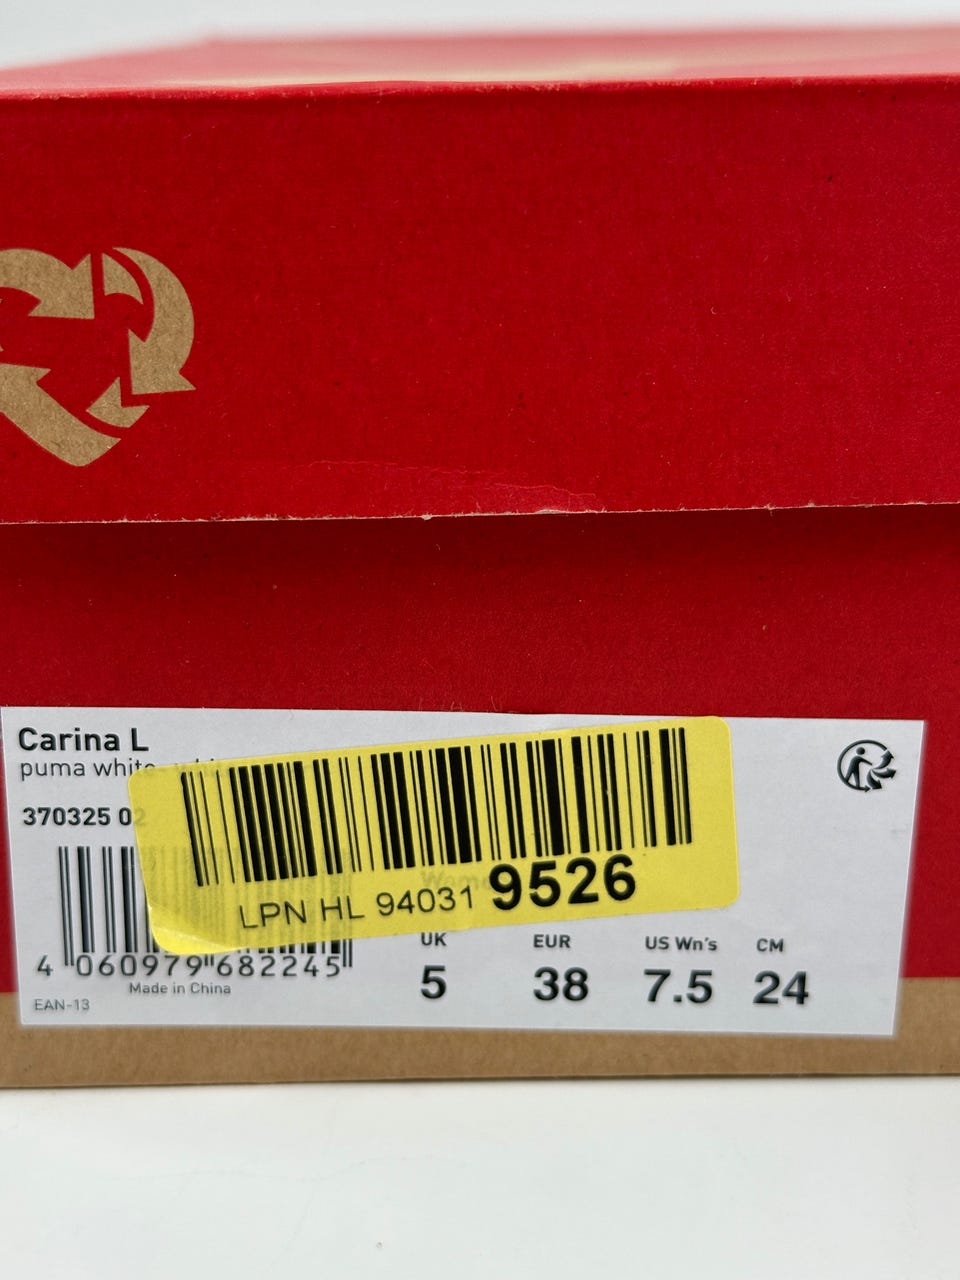 Carina L
puma white
370325 02
LPN HL 94031 9526
UK EUR US Wn's CM
5 38 7.5 24
4 060979 682245
Made in China
EAN-13